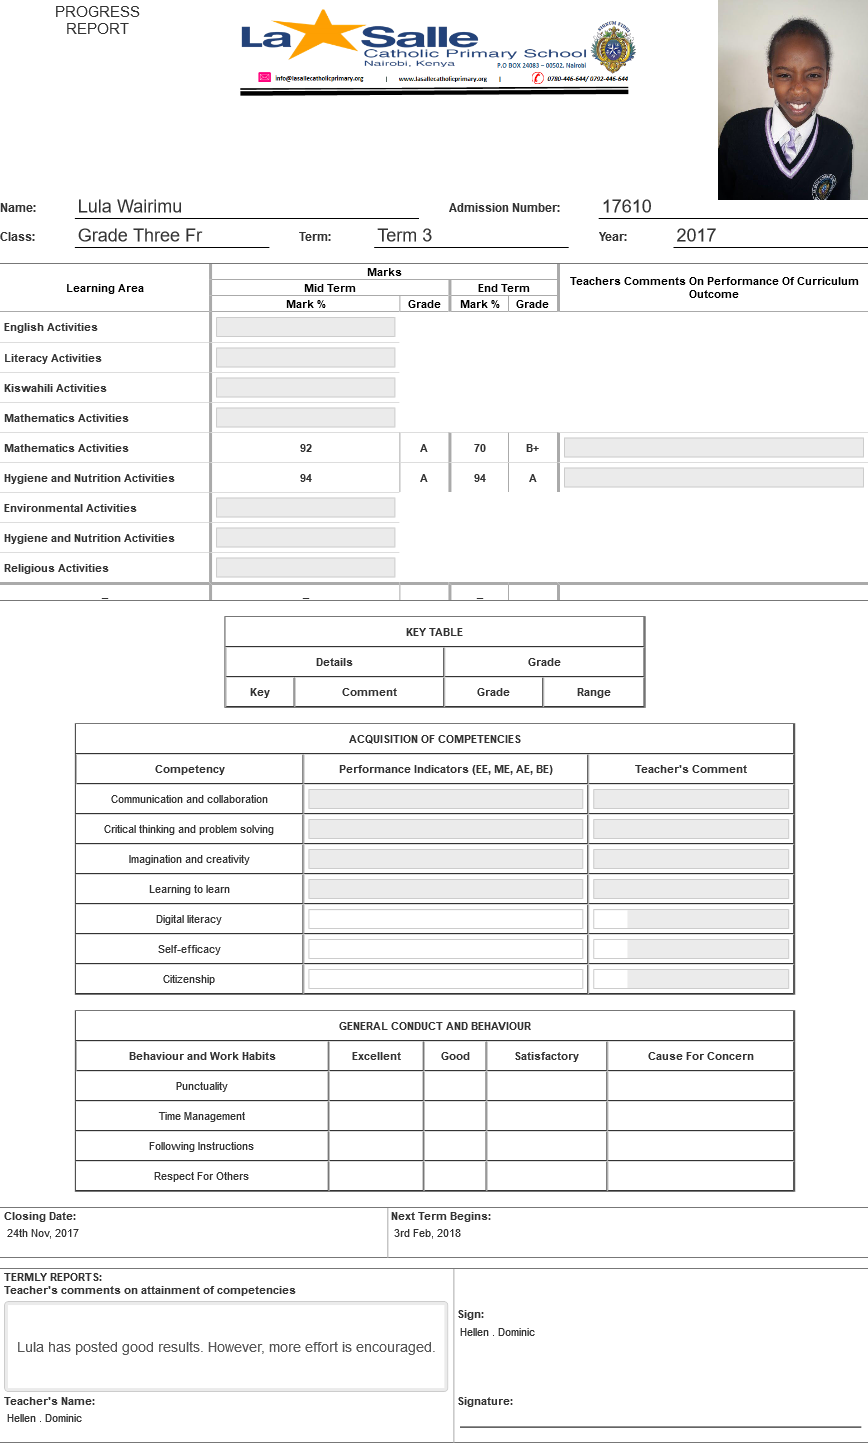 PROGRESS
REPORT
La Salle
Catholic Primary School
Nairobi, Kenya
P.O BOX 24083 – 00502, Nairobi
info@lasallecatholicprimary.org | www.lasallecatholicprimary.org | 0780-446-644/ 0792-446-644
Name: Lula Wairimu Admission Number: 17610
Class: Grade Three Fr Term: Term 3 Year: 2017
Learning Area Marks Teachers Comments On Performance Of Curriculum Outcome
Mid Term End Term
Mark % Grade Mark % Grade
English Activities
Literacy Activities
Kiswahili Activities
Mathematics Activities
Mathematics Activities 92 A 70 B+
Hygiene and Nutrition Activities 94 A 94 A
Environmental Activities
Hygiene and Nutrition Activities
Religious Activities
_ _ _
KEY TABLE
Details Grade
Key Comment Grade Range
ACQUISITION OF COMPETENCIES
Competency Performance Indicators (EE, ME, AE, BE) Teacher's Comment
Communication and collaboration
Critical thinking and problem solving
Imagination and creativity
Learning to learn
Digital literacy
Self-efficacy
Citizenship
GENERAL CONDUCT AND BEHAVIOUR
Behaviour and Work Habits Excellent Good Satisfactory Cause For Concern
Punctuality
Time Management
Following Instructions
Respect For Others
Closing Date: Next Term Begins:
24th Nov, 2017 3rd Feb, 2018
TERMLY REPORTS:
Teacher's comments on attainment of competencies
Lula has posted good results. However, more effort is encouraged.
Sign:
Hellen . Dominic
Teacher's Name: Signature:
Hellen . Dominic